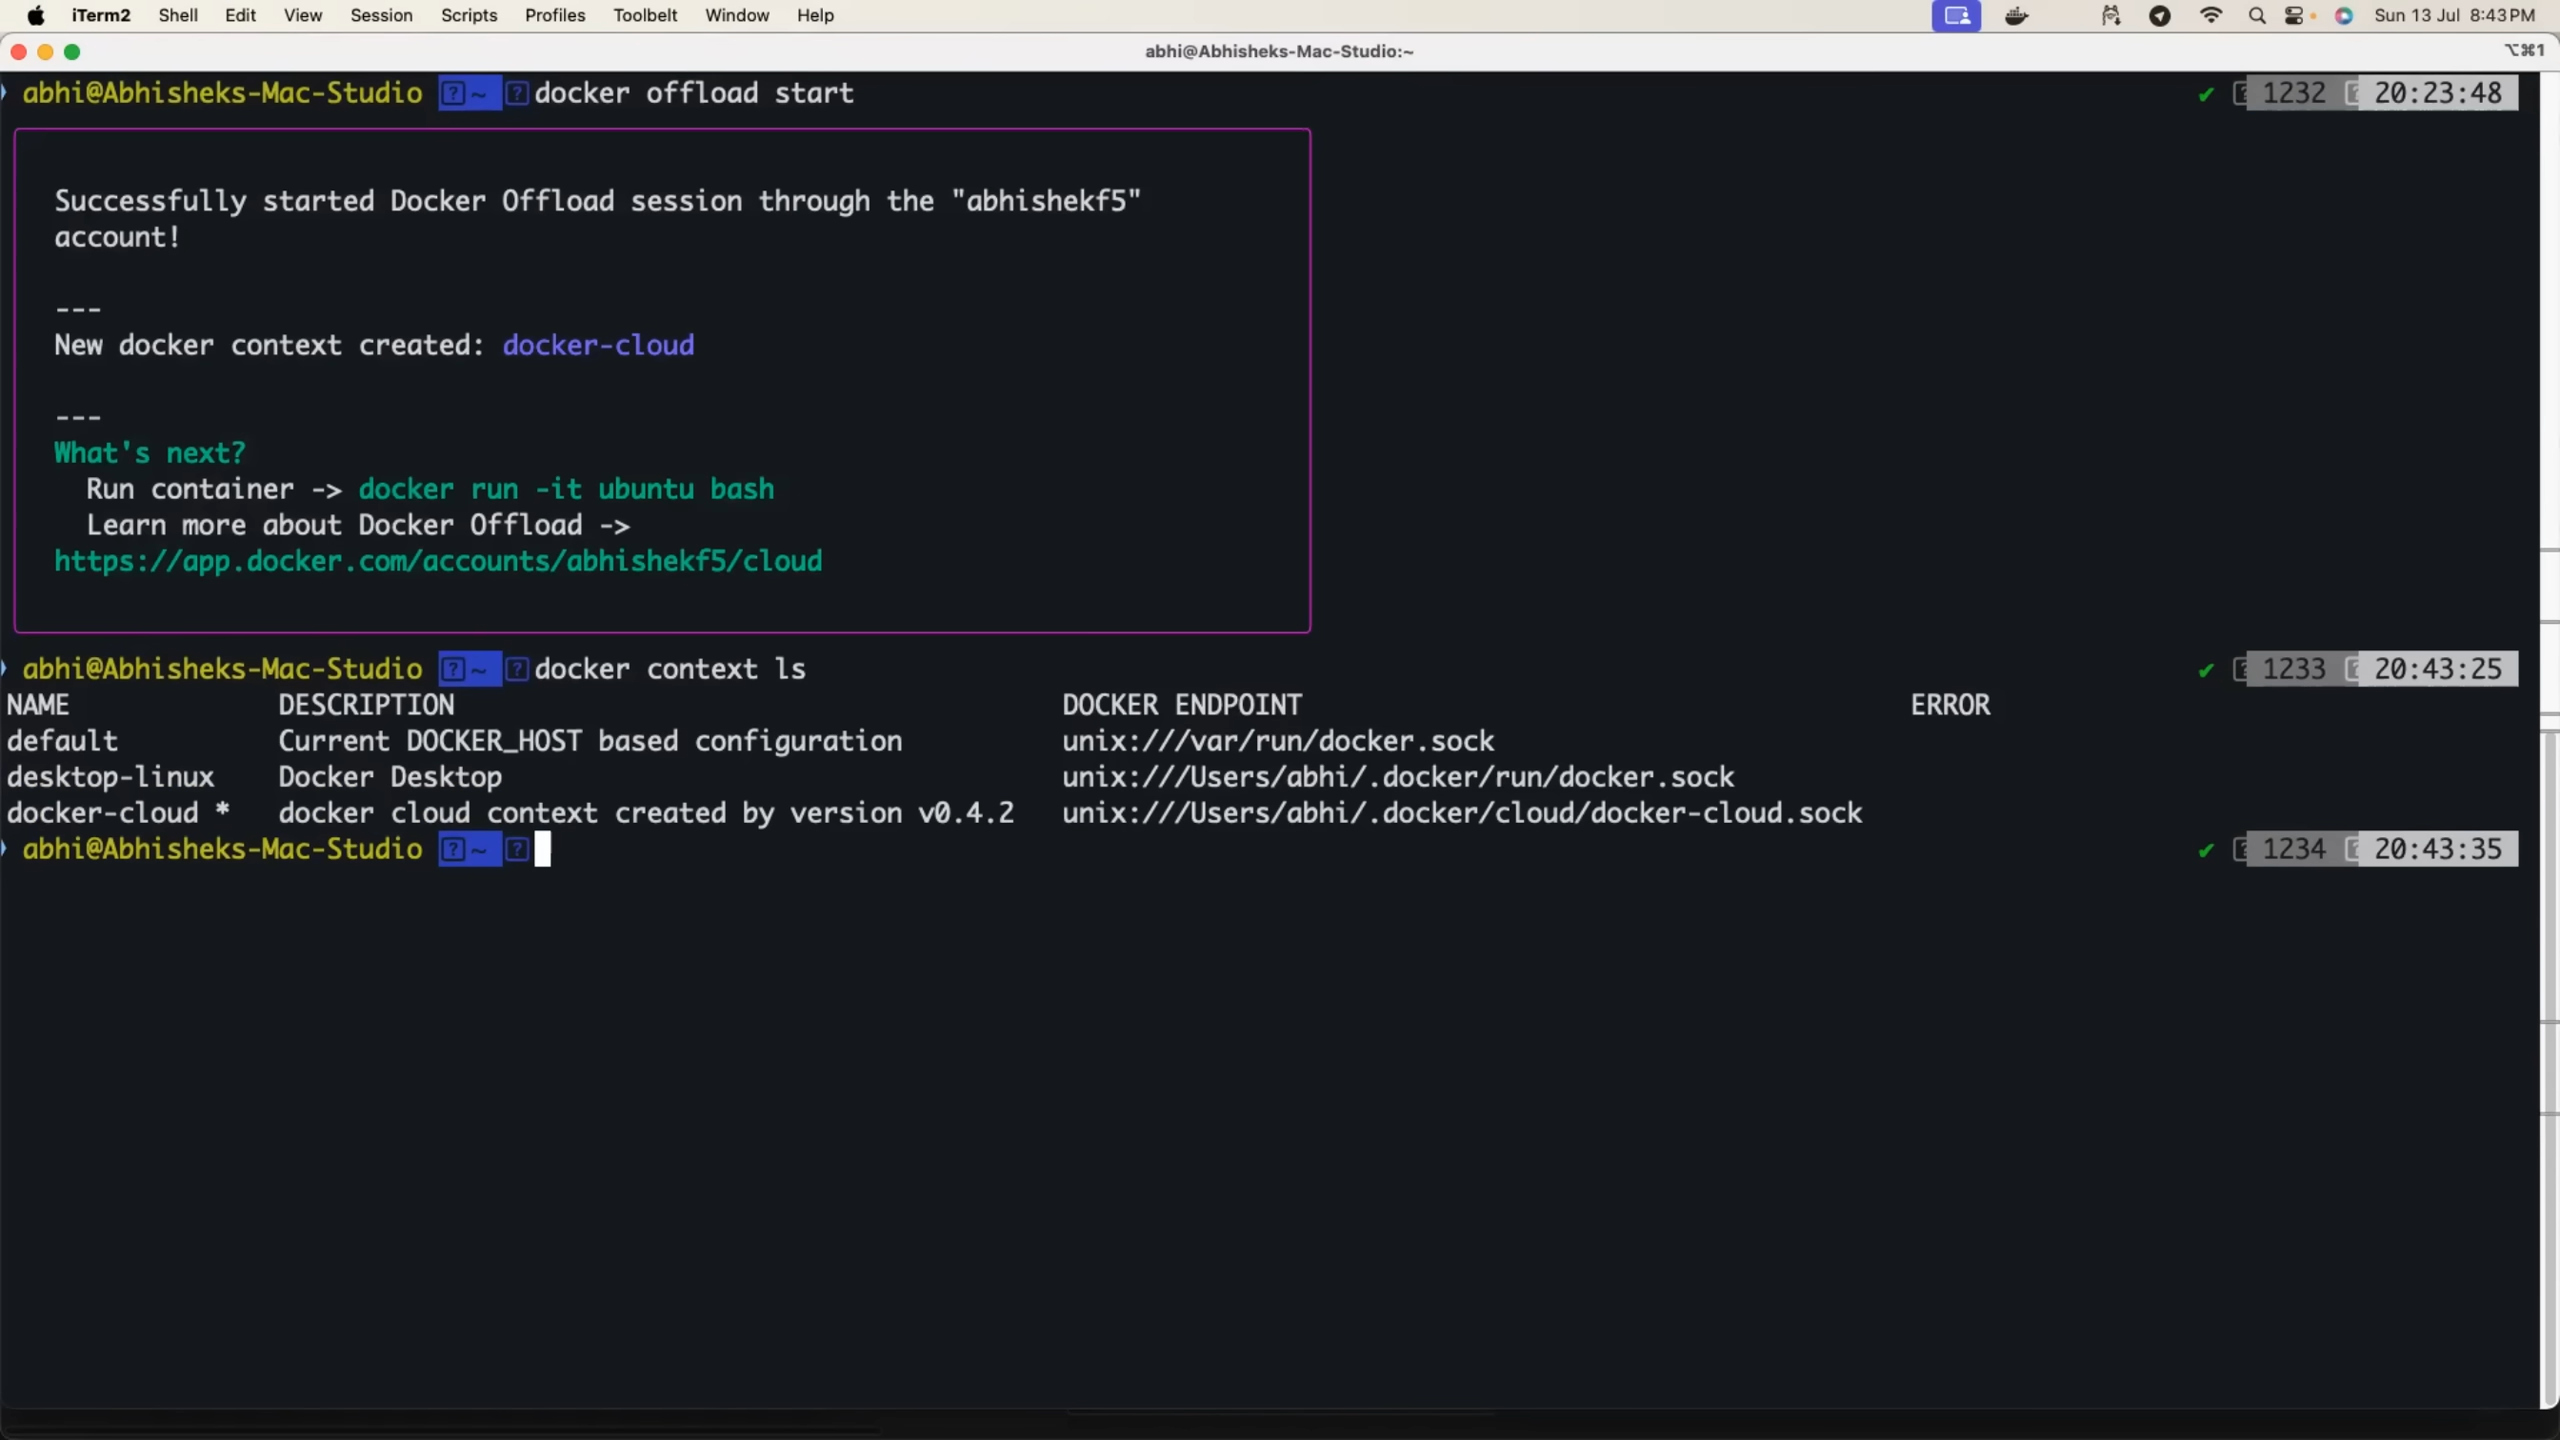 iTerm2 Shell Edit View Session Scripts Profiles Toolbelt Window Help Sun 13 Jul 8:43 PM
abhi@Abhisheks-Mac-Studio:~ ⌥⌘1
abhi@Abhisheks-Mac-Studio ~ docker offload start ✔ 1232 20:23:48
Successfully started Docker Offload session through the "abhishekf5"
account!
---
New docker context created: docker-cloud
---
What's next?
Run container -> docker run -it ubuntu bash
Learn more about Docker Offload ->
https://app.docker.com/accounts/abhishekf5/cloud
abhi@Abhisheks-Mac-Studio ~ docker context ls ✔ 1233 20:43:25
NAME DESCRIPTION DOCKER ENDPOINT ERROR
default Current DOCKER_HOST based configuration unix:///var/run/docker.sock
desktop-linux Docker Desktop unix:///Users/abhi/.docker/run/docker.sock
docker-cloud * docker cloud context created by version v0.4.2 unix:///Users/abhi/.docker/cloud/docker-cloud.sock
abhi@Abhisheks-Mac-Studio ~ ✔ 1234 20:43:35